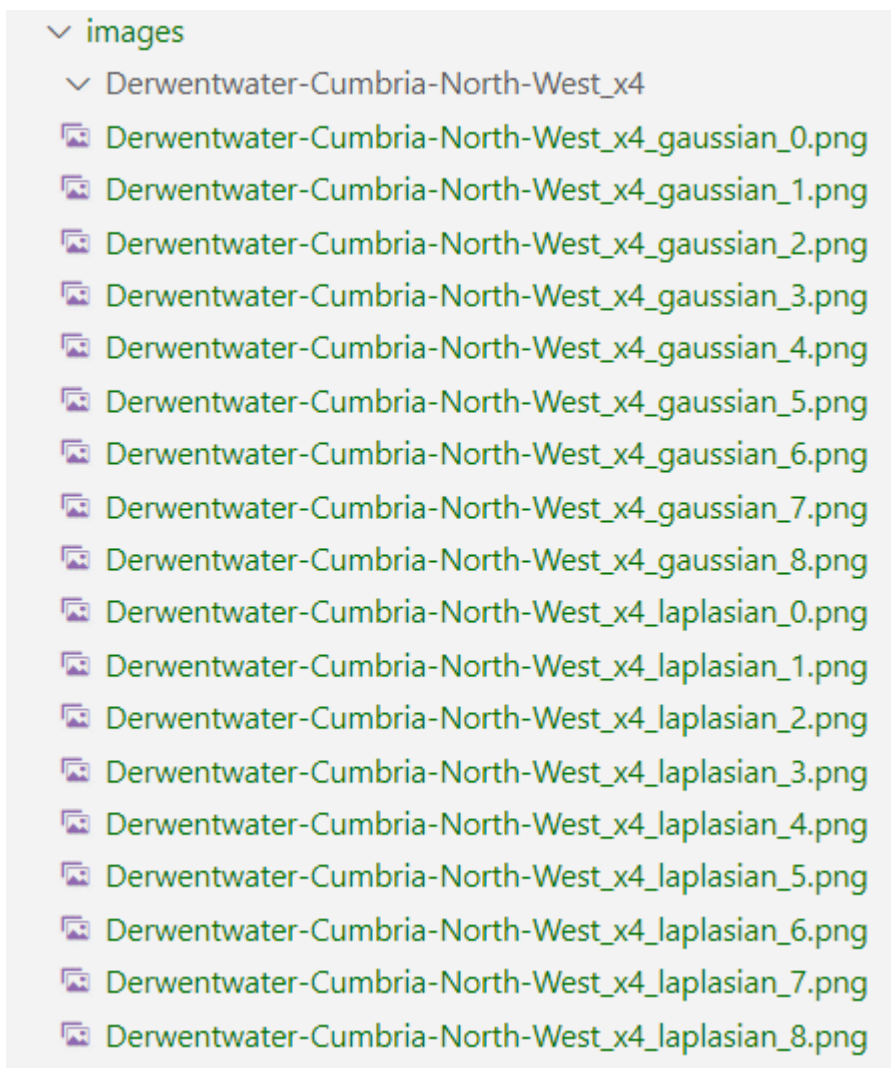 images
Derwentwater-Cumbria-North-West_x4
Derwentwater-Cumbria-North-West_x4_gaussian_0.png
Derwentwater-Cumbria-North-West_x4_gaussian_1.png
Derwentwater-Cumbria-North-West_x4_gaussian_2.png
Derwentwater-Cumbria-North-West_x4_gaussian_3.png
Derwentwater-Cumbria-North-West_x4_gaussian_4.png
Derwentwater-Cumbria-North-West_x4_gaussian_5.png
Derwentwater-Cumbria-North-West_x4_gaussian_6.png
Derwentwater-Cumbria-North-West_x4_gaussian_7.png
Derwentwater-Cumbria-North-West_x4_gaussian_8.png
Derwentwater-Cumbria-North-West_x4_laplasian_0.png
Derwentwater-Cumbria-North-West_x4_laplasian_1.png
Derwentwater-Cumbria-North-West_x4_laplasian_2.png
Derwentwater-Cumbria-North-West_x4_laplasian_3.png
Derwentwater-Cumbria-North-West_x4_laplasian_4.png
Derwentwater-Cumbria-North-West_x4_laplasian_5.png
Derwentwater-Cumbria-North-West_x4_laplasian_6.png
Derwentwater-Cumbria-North-West_x4_laplasian_7.png
Derwentwater-Cumbria-North-West_x4_laplasian_8.png